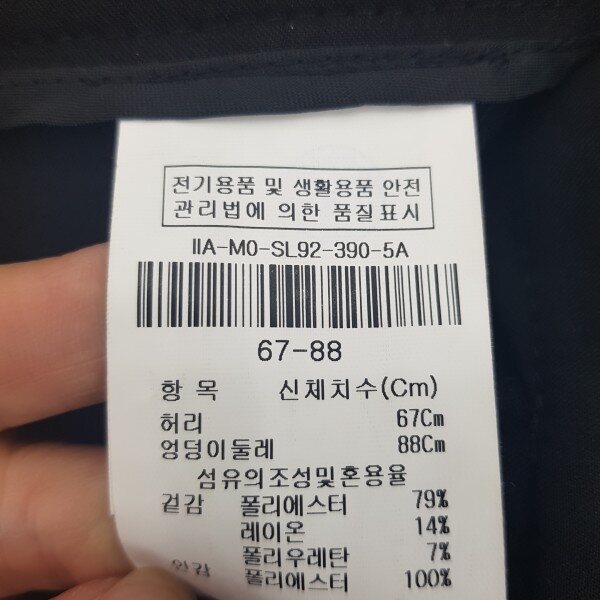 전기용품 및 생활용품 안전
관리법에 의한 품질표시
IIA-M0-SL92-390-5A
67-88
항 목 신체치수(Cm)
허리 67Cm
엉덩이둘레 88Cm
섬유의조성및혼용율
겉감 폴리에스터 79%
레이온 14%
폴리우레탄 7%
안감 폴리에스터 100%